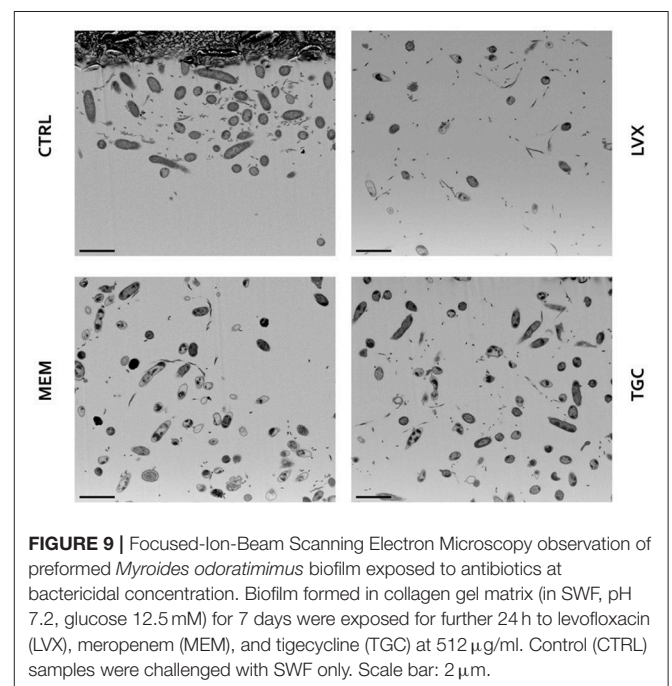 CTRL
LVX
MEM
TGC
FIGURE 9 | Focused-Ion-Beam Scanning Electron Microscopy observation of
preformed Myroides odoratimimus biofilm exposed to antibiotics at
bactericidal concentration. Biofilm formed in collagen gel matrix (in SWF, pH
7.2, glucose 12.5 mM) for 7 days were exposed for further 24 h to levofloxacin
(LVX), meropenem (MEM), and tigecycline (TGC) at 512 μg/ml. Control (CTRL)
samples were challenged with SWF only. Scale bar: 2 μm.